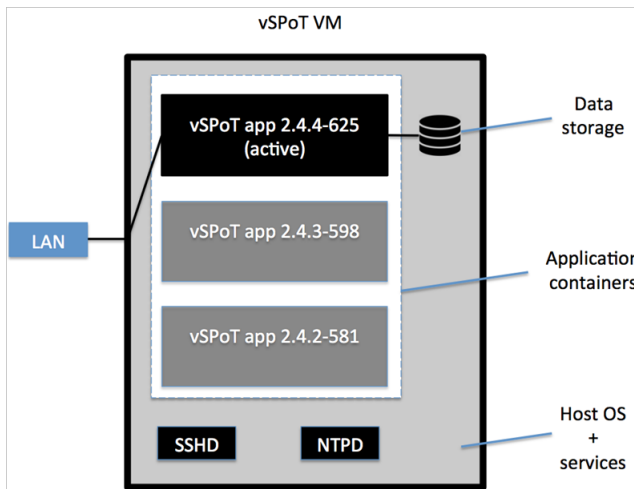 vSPoT VM
vSPoT app 2.4.4-625
(active)
Data
storage
vSPoT app 2.4.3-598
LAN
Application
containers
vSPoT app 2.4.2-581
Host OS
+
services
SSHD
NTPD